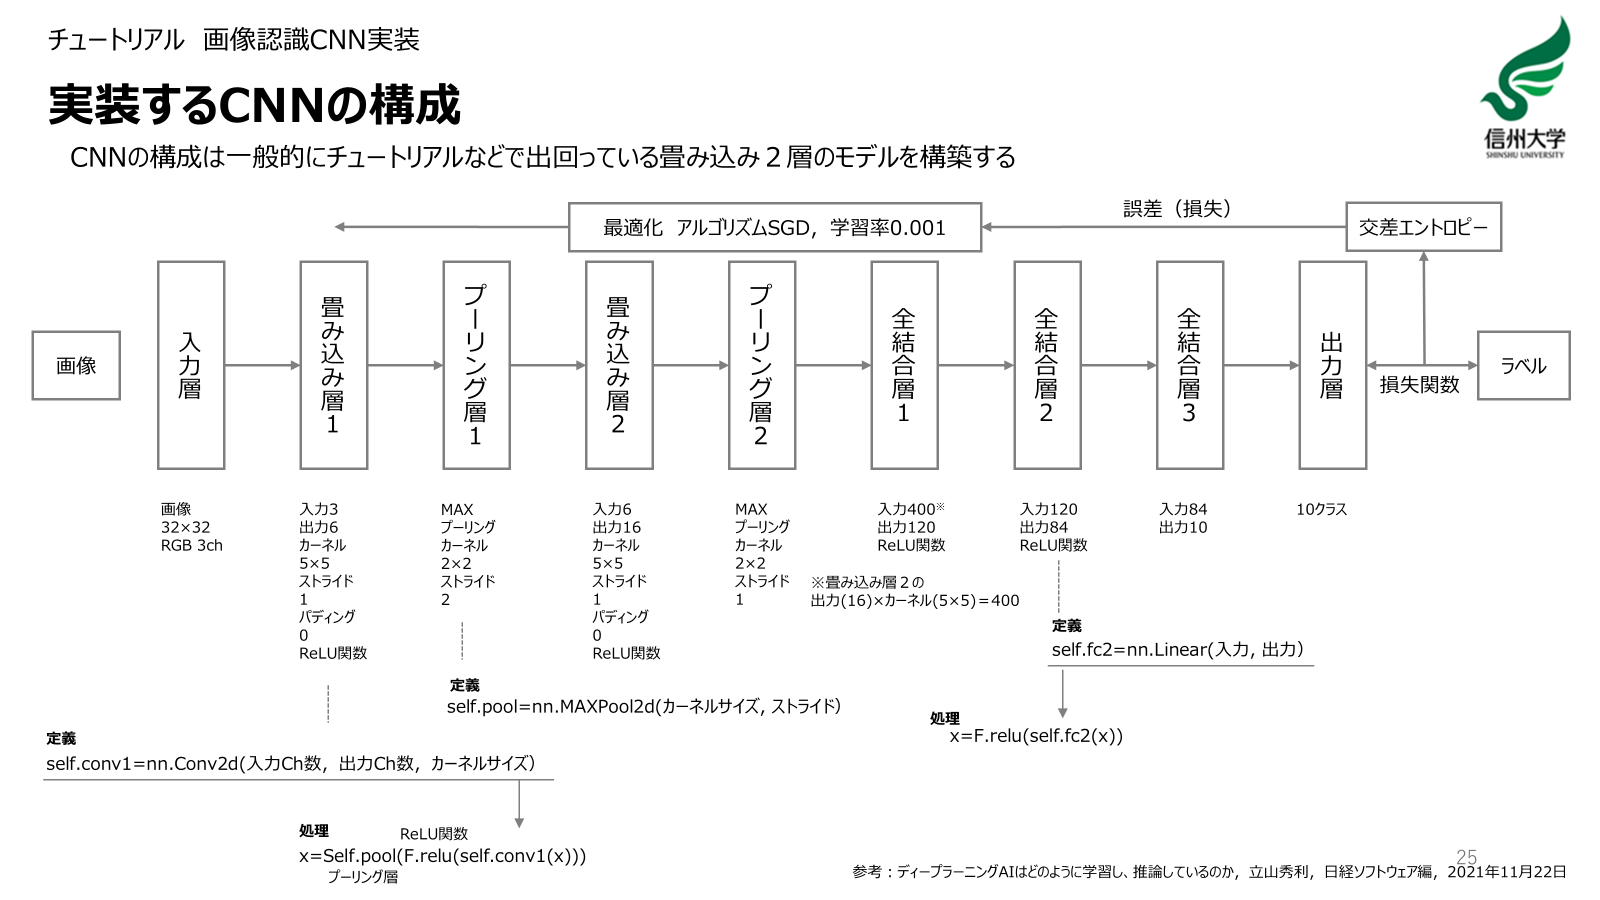 チュートリアル 画像認識CNN実装
実装するCNNの構成
CNNの構成は一般的にチュートリアルなどで出回っている畳み込み２層のモデルを構築する
信州大学
SHINSHU UNIVERSITY
最適化 アルゴリズムSGD，学習率0.001
誤差（損失）
交差エントロピー
画像
入力層
畳み込み層1
プーリング層1
畳み込み層2
プーリング層2
全結合層1
全結合層2
全結合層3
出力層
損失関数
ラベル
画像
32×32
RGB 3ch
入力3
出力6
カーネル
5×5
ストライド
1
パディング
0
ReLU関数
MAX
プーリング
カーネル
2×2
ストライド
2
入力6
出力16
カーネル
5×5
ストライド
1
パディング
0
ReLU関数
MAX
プーリング
カーネル
2×2
ストライド
1
入力400※
出力120
ReLU関数
※畳み込み層２の
出力(16)×カーネル(5×5)＝400
入力120
出力84
ReLU関数
入力84
出力10
10クラス
定義
self.fc2=nn.Linear(入力, 出力）
処理
x=F.relu(self.fc2(x))
定義
self.pool=nn.MAXPool2d(カーネルサイズ, ストライド）
定義
self.conv1=nn.Conv2d(入力Ch数，出力Ch数，カーネルサイズ）
処理
ReLU関数
x=Self.pool(F.relu(self.conv1(x)))
プーリング層
25
参考：ディープラーニングAIはどのように学習し、推論しているのか，立山秀利，日経ソフトウェア編，2021年11月22日